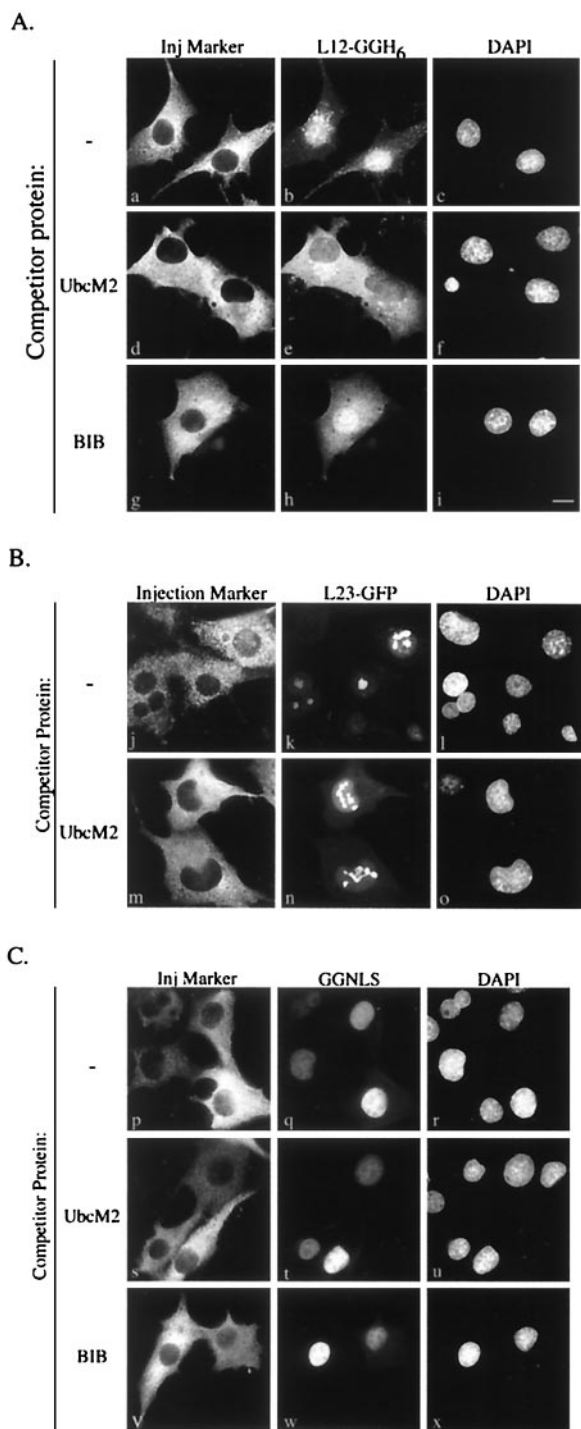 A.
Inj Marker L12-GGH6 DAPI
Competitor protein:
-
a b c
UbcM2
d e f
BIB
g h i
B.
Injection Marker L23-GFP DAPI
Competitor Protein:
-
j k l
UbcM2
m n o
C.
Inj Marker GGNLS DAPI
Competitor Protein:
-
p q r
UbcM2
s t u
BIB
v w x